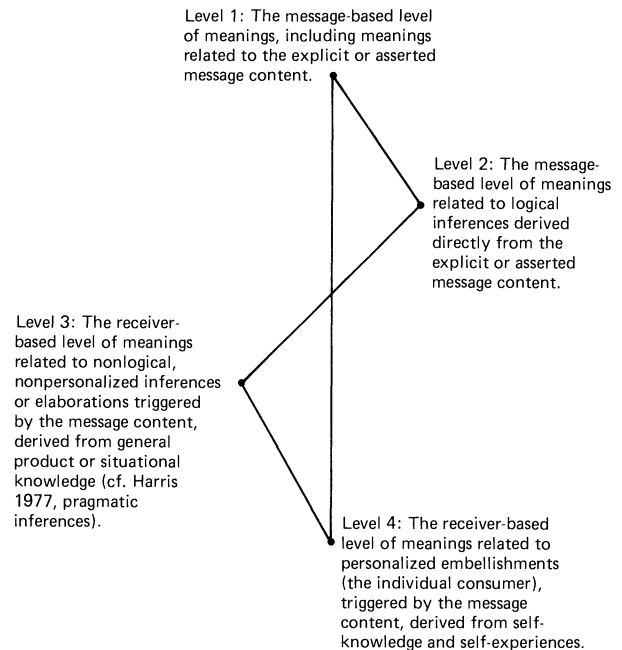 Level 1: The message-based level
of meanings, including meanings
related to the explicit or asserted
message content.
Level 2: The message-
based level of meanings
related to logical
inferences derived
directly from the
explicit or asserted
message content.
Level 3: The receiver-
based level of meanings
related to nonlogical,
nonpersonalized inferences
or elaborations triggered
by the message content,
derived from general
product or situational
knowledge (cf. Harris
1977, pragmatic
inferences).
Level 4: The receiver-based
level of meanings related to
personalized embellishments
(the individual consumer),
triggered by the message
content, derived from self-
knowledge and self-experiences.